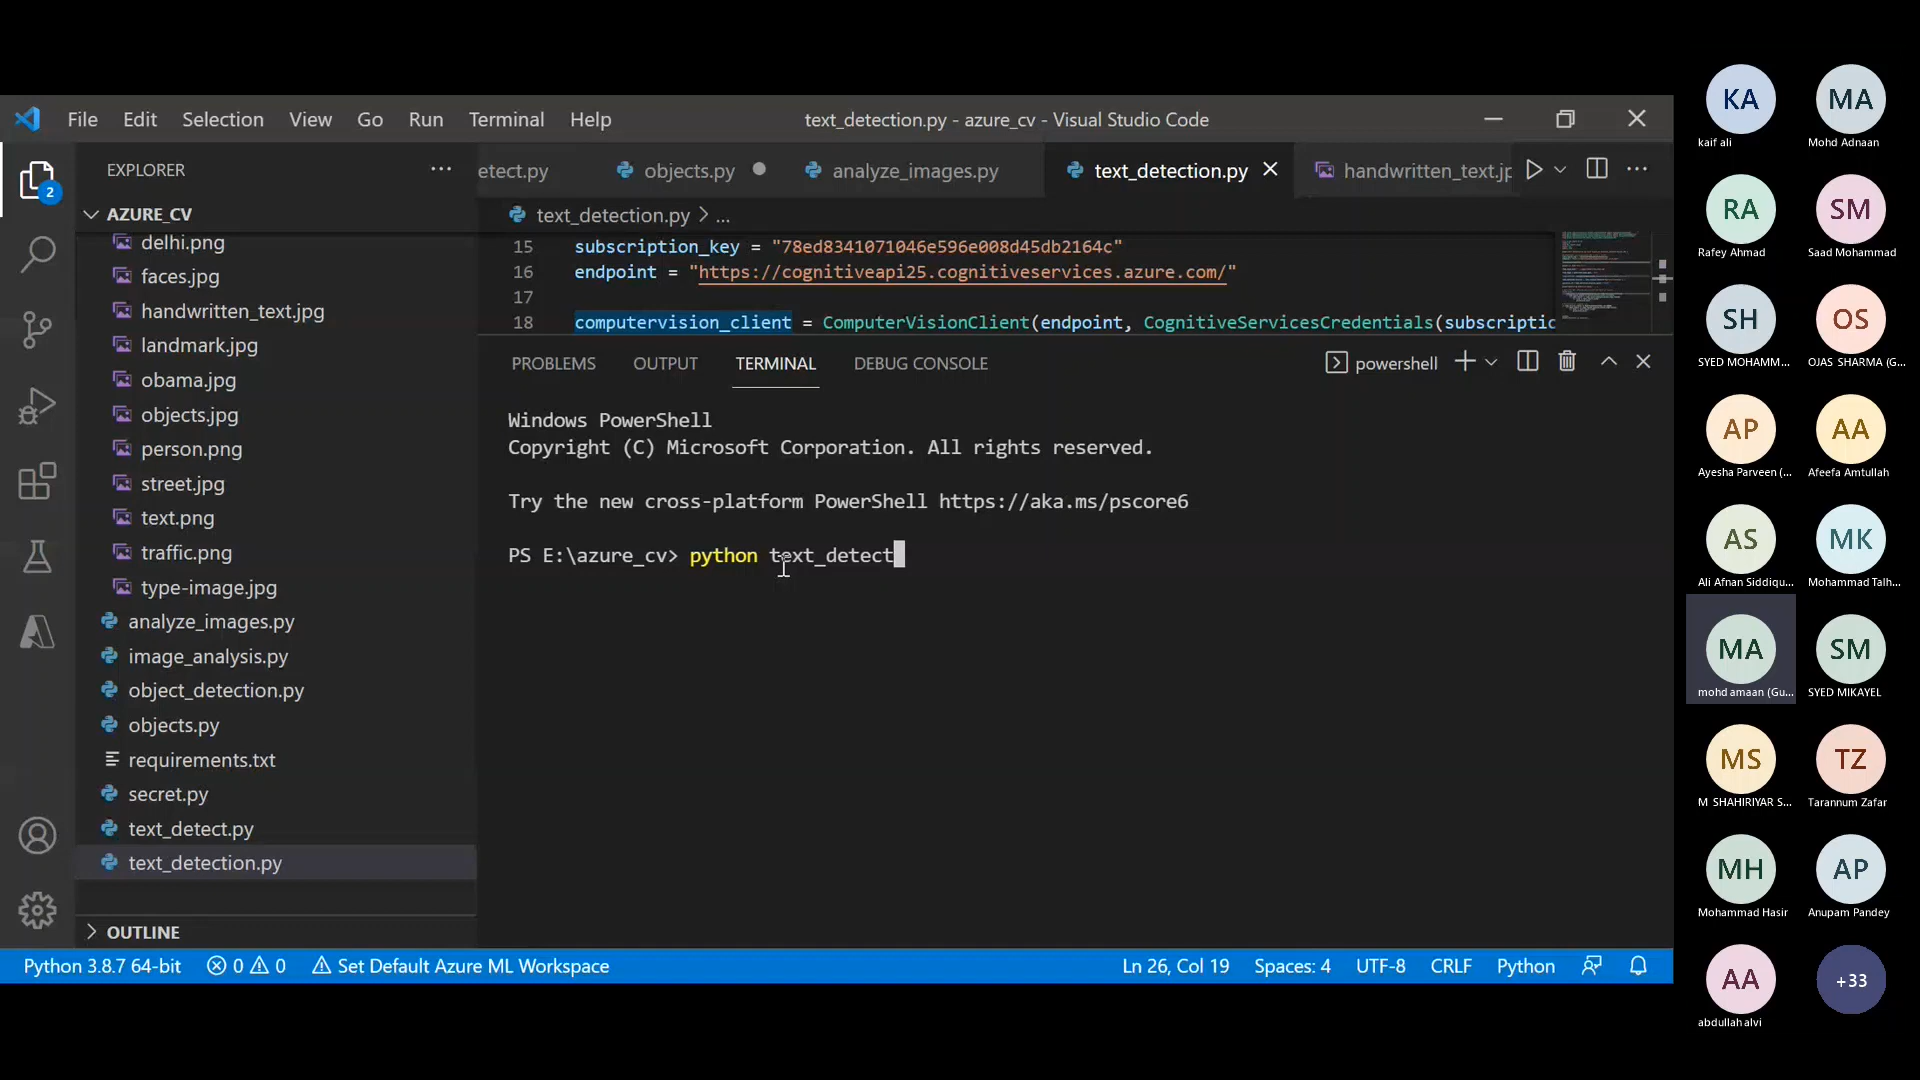 File Edit Selection View Go Run Terminal Help
text_detection.py - azure_cv - Visual Studio Code
2
EXPLORER
AZURE_CV
delhi.png
faces.jpg
handwritten_text.jpg
landmark.jpg
obama.jpg
objects.jpg
person.png
street.jpg
text.png
traffic.png
type-image.jpg
analyze_images.py
image_analysis.py
object_detection.py
objects.py
requirements.txt
secret.py
text_detect.py
text_detection.py
OUTLINE
etect.py objects.py analyze_images.py text_detection.py handwritten_text.jp
text_detection.py > ...
15 subscription_key = "78ed8341071046e596e008d45db2164c"
16 endpoint = "https://cognitiveapi25.cognitiveservices.azure.com/"
17
18 computervision_client = ComputerVisionClient(endpoint, CognitiveServicesCredentials(subscriptic
PROBLEMS OUTPUT TERMINAL DEBUG CONSOLE
powershell
Windows PowerShell
Copyright (C) Microsoft Corporation. All rights reserved.
Try the new cross-platform PowerShell https://aka.ms/pscore6
PS E:\azure_cv> python text_detect
Python 3.8.7 64-bit 0 0 Set Default Azure ML Workspace
Ln 26, Col 19 Spaces: 4 UTF-8 CRLF Python
KA MA
kaif ali Mohd Adnaan
RA SM
Rafey Ahmad Saad Mohammad
SH OS
SYED MOHAMM... OJAS SHARMA (G...
AP AA
Ayesha Parveen (... Afeefa Amtullah
AS MK
Ali Afnan Siddiqu... Mohammad Talh...
MA SM
mohd amaan (Gu... SYED MIKAYEL
MS TZ
M SHAHIRIYAR S... Tarannum Zafar
MH AP
Mohammad Hasir Anupam Pandey
AA +33
abdullah alvi